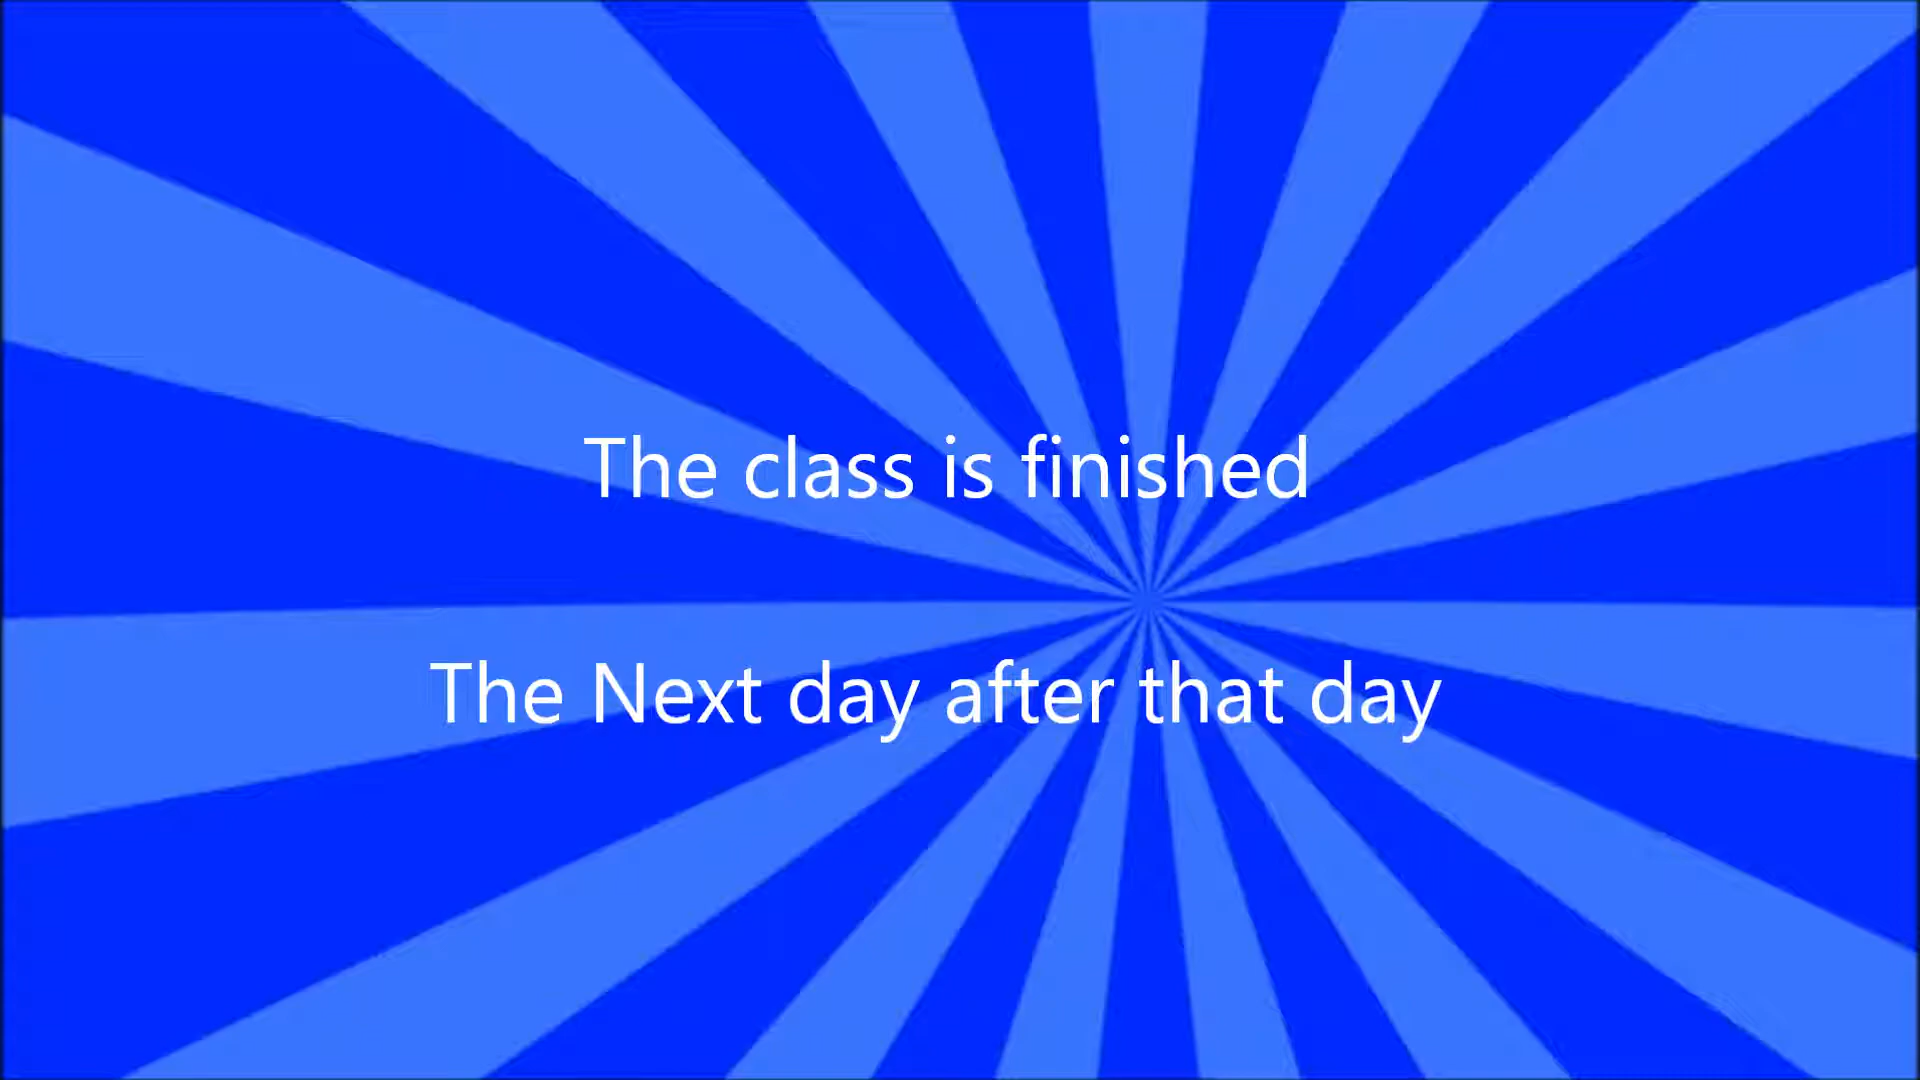 The class is finished
The Next day after that day